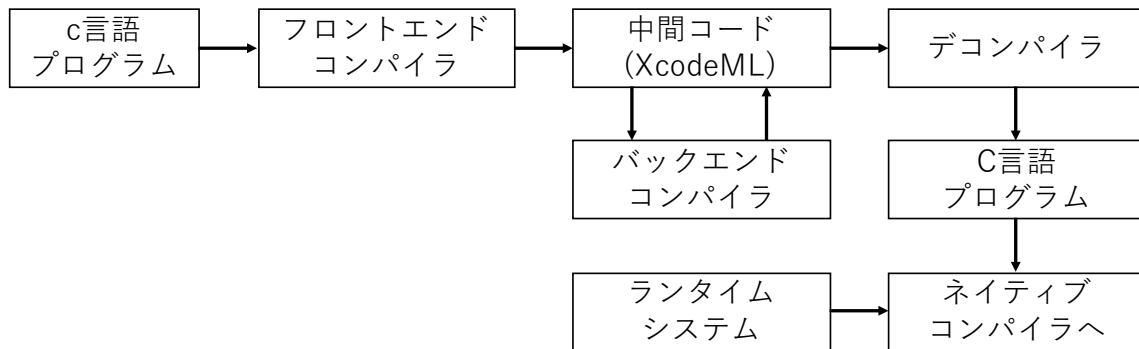 c言語
プログラム
フロントエンド
コンパイラ
中間コード
(XcodeML)
デコンパイラ
バックエンド
コンパイラ
C言語
プログラム
ランタイム
システム
ネイティブ
コンパイラへ